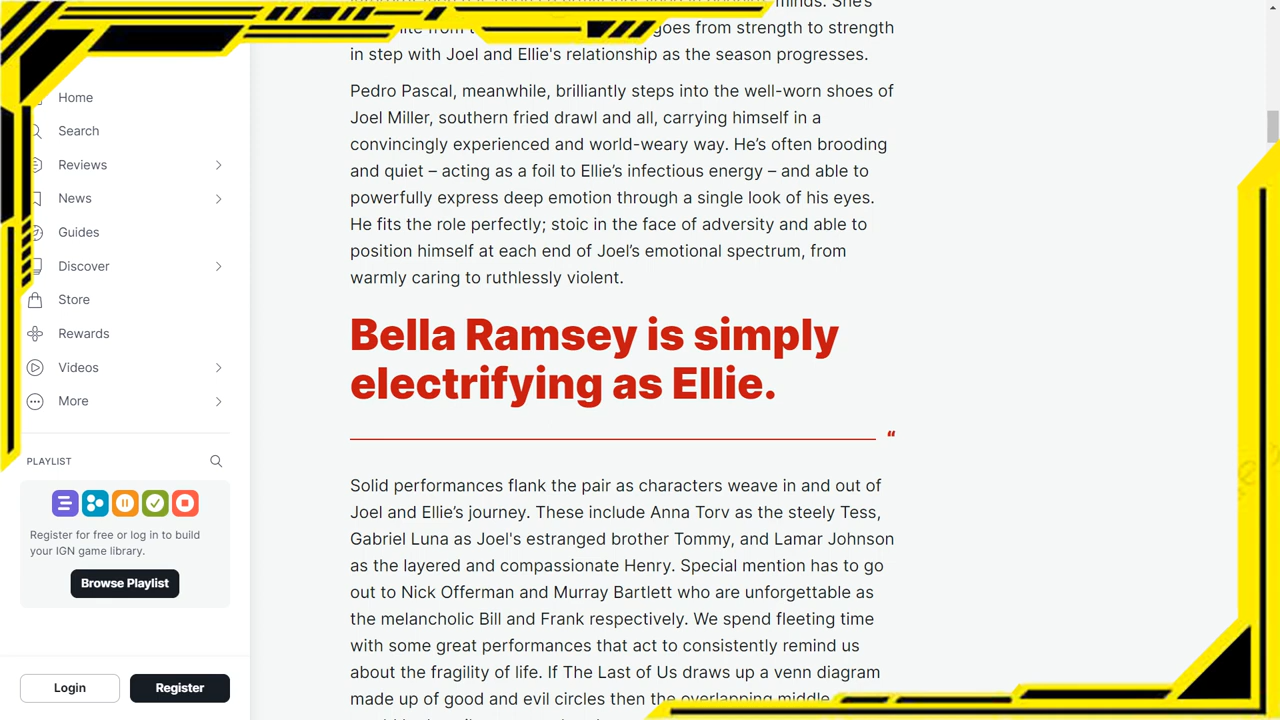 minds. She's
goes from strength to strength
in step with Joel and Ellie's relationship as the season progresses.
Pedro Pascal, meanwhile, brilliantly steps into the well-worn shoes of
Joel Miller, southern fried drawl and all, carrying himself in a
convincingly experienced and world-weary way. He’s often brooding
and quiet – acting as a foil to Ellie’s infectious energy – and able to
powerfully express deep emotion through a single look of his eyes.
He fits the role perfectly; stoic in the face of adversity and able to
position himself at each end of Joel’s emotional spectrum, from
warmly caring to ruthlessly violent.
Bella Ramsey is simply
electrifying as Ellie.
“
Solid performances flank the pair as characters weave in and out of
Joel and Ellie’s journey. These include Anna Torv as the steely Tess,
Gabriel Luna as Joel's estranged brother Tommy, and Lamar Johnson
as the layered and compassionate Henry. Special mention has to go
out to Nick Offerman and Murray Bartlett who are unforgettable as
the melancholic Bill and Frank respectively. We spend fleeting time
with some great performances that act to consistently remind us
about the fragility of life. If The Last of Us draws up a venn diagram
made up of good and evil circles then the overlapping middle
Home
Search
Reviews
News
Guides
Discover
Store
Rewards
Videos
More
PLAYLIST
Register for free or log in to build
your IGN game library.
Browse Playlist
Login
Register